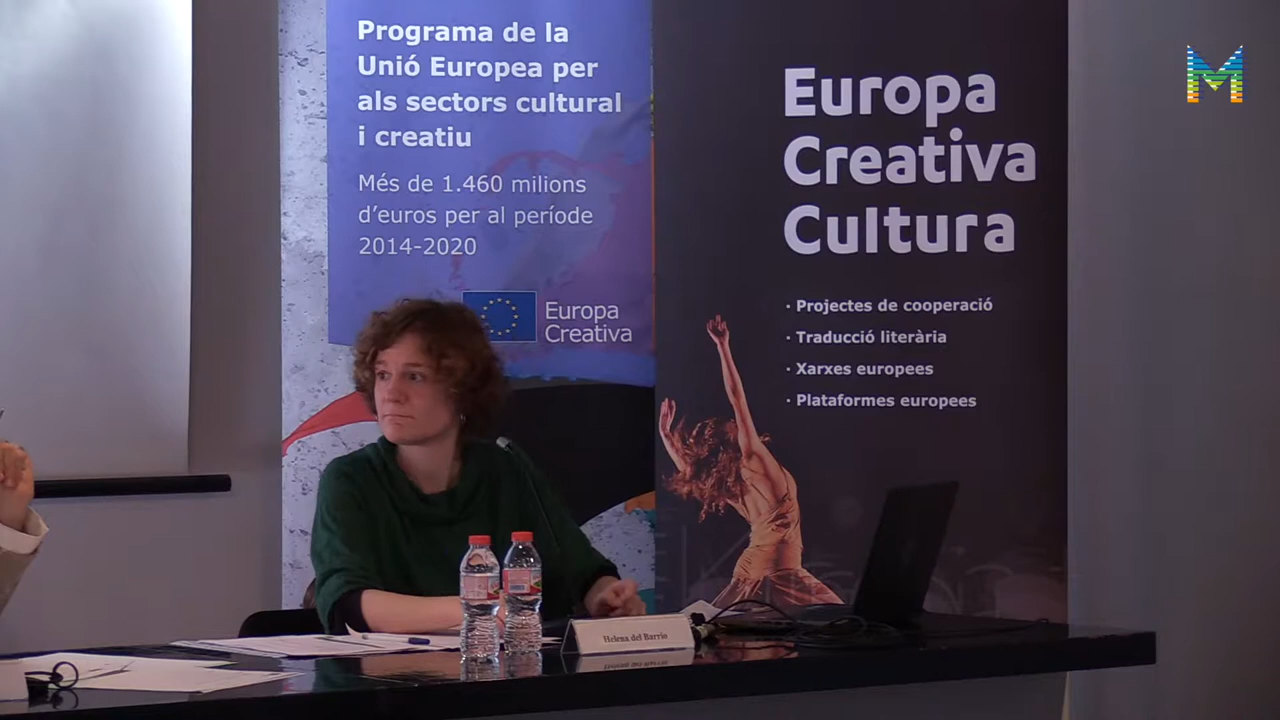 Programa de la
Unió Europea per
als sectors cultural
i creatiu
Més de 1.460 milions
d'euros per al període
2014-2020
Europa
Creativa
Europa
Creativa
Cultura
· Projectes de cooperació
· Traducció literària
· Xarxes europees
· Plataformes europees
Helena del Barrio
M